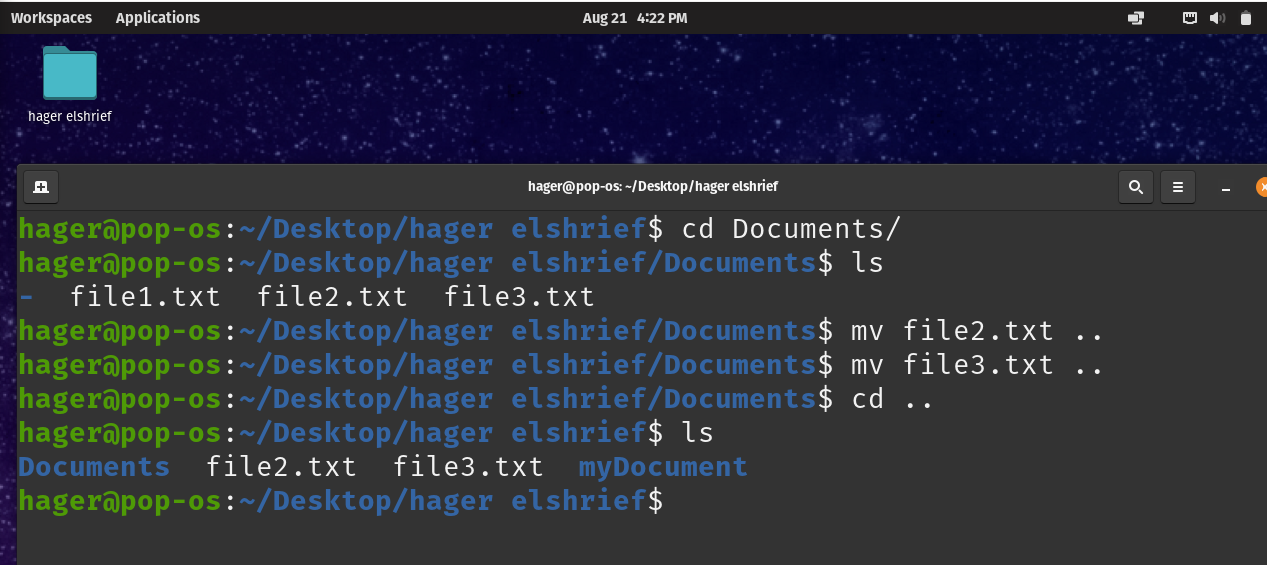 Workspaces Applications Aug 21 4:22 PM
hager elshrief
hager@pop-os: ~/Desktop/hager elshrief
hager@pop-os:~/Desktop/hager elshrief$ cd Documents/
hager@pop-os:~/Desktop/hager elshrief/Documents$ ls
-  file1.txt  file2.txt  file3.txt
hager@pop-os:~/Desktop/hager elshrief/Documents$ mv file2.txt ..
hager@pop-os:~/Desktop/hager elshrief/Documents$ mv file3.txt ..
hager@pop-os:~/Desktop/hager elshrief/Documents$ cd ..
hager@pop-os:~/Desktop/hager elshrief$ ls
Documents  file2.txt  file3.txt  myDocument
hager@pop-os:~/Desktop/hager elshrief$